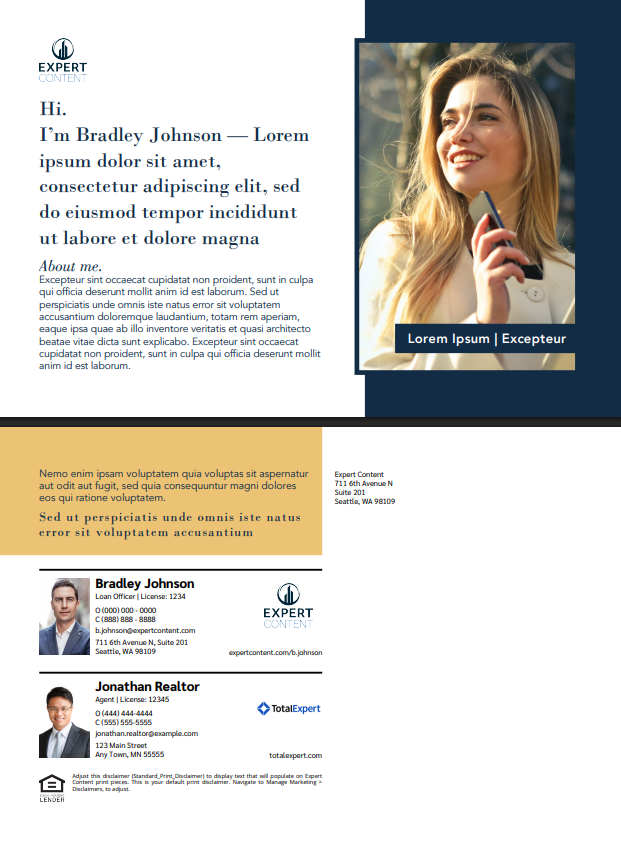 EXPERT
CONTENT
Hi.
I'm Bradley Johnson — Lorem
ipsum dolor sit amet,
consectetur adipiscing elit, sed
do eiusmod tempor incididunt
ut labore et dolore magna
About me.
Excepteur sint occaecat cupidatat non proident, sunt in culpa
qui officia deserunt mollit anim id est laborum. Sed ut
perspiciatis unde omnis iste natus error sit voluptatem
accusantium doloremque laudantium, totam rem aperiam,
eaque ipsa quae ab illo inventore veritatis et quasi architecto
beatae vitae dicta sunt explicabo. Excepteur sint occaecat
cupidatat non proident, sunt in culpa qui officia deserunt mollit
anim id est laborum.
Lorem Ipsum | Excepteur
Nemo enim ipsam voluptatem quia voluptas sit aspernatur
aut odit aut fugit, sed quia consequuntur magni dolores
eos qui ratione voluptatem.
Sed ut perspiciatis unde omnis iste natus
error sit voluptatem accusantium
Expert Content
711 6th Avenue N
Suite 201
Seattle, WA 98109
Bradley Johnson
Loan Officer | License: 1234
O (000) 000 - 0000
C (888) 888 - 8888
b.johnson@expertcontent.com
711 6th Avenue N, Suite 201
Seattle, WA 98109
EXPERT
CONTENT
expertcontent.com/b.johnson
Jonathan Realtor
Agent | License: 12345
O (444) 444-4444
C (555) 555-5555
jonathan.realtor@example.com
123 Main Street
Any Town, MN 55555
TotalExpert
totalexpert.com
EQUAL HOUSING
LENDER
Adjust this disclaimer (Standard_Print_Disclaimer) to display text that will populate on Expert
Content print pieces. This is your default print disclaimer. Navigate to Manage Marketing >
Disclaimers, to adjust.